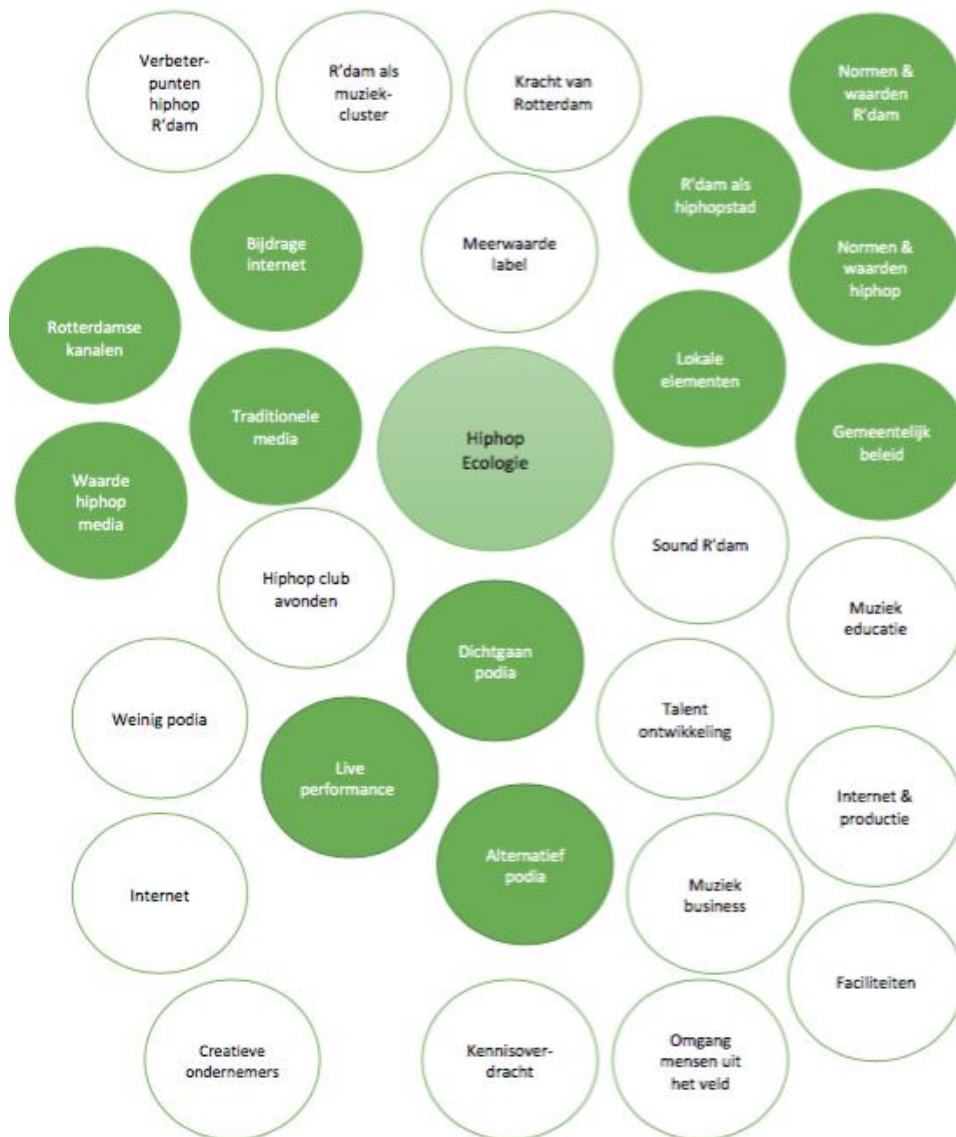 Verbeter-
punten
hiphop
R'dam
R'dam als
muziek-
cluster
Kracht van
Rotterdam
Normen &
waarden
R'dam
R'dam als
hiphopstad
Bijdrage
internet
Meerwaarde
label
Normen &
waarden
hiphop
Rotterdamse
kanalen
Lokale
elementen
Traditionele
media
Hiphop
Ecologie
Gemeentelijk
beleid
Waarde
hiphop
media
Sound R'dam
Hiphop club
avonden
Muziek
educatie
Dichtgaan
podia
Weinig podia
Talent
ontwikkeling
Live
performance
Internet &
productie
Alternatief
podia
Internet
Muziek
business
Faciliteiten
Creatieve
ondernemers
Kennisover-
dracht
Omgang
mensen uit
het veld